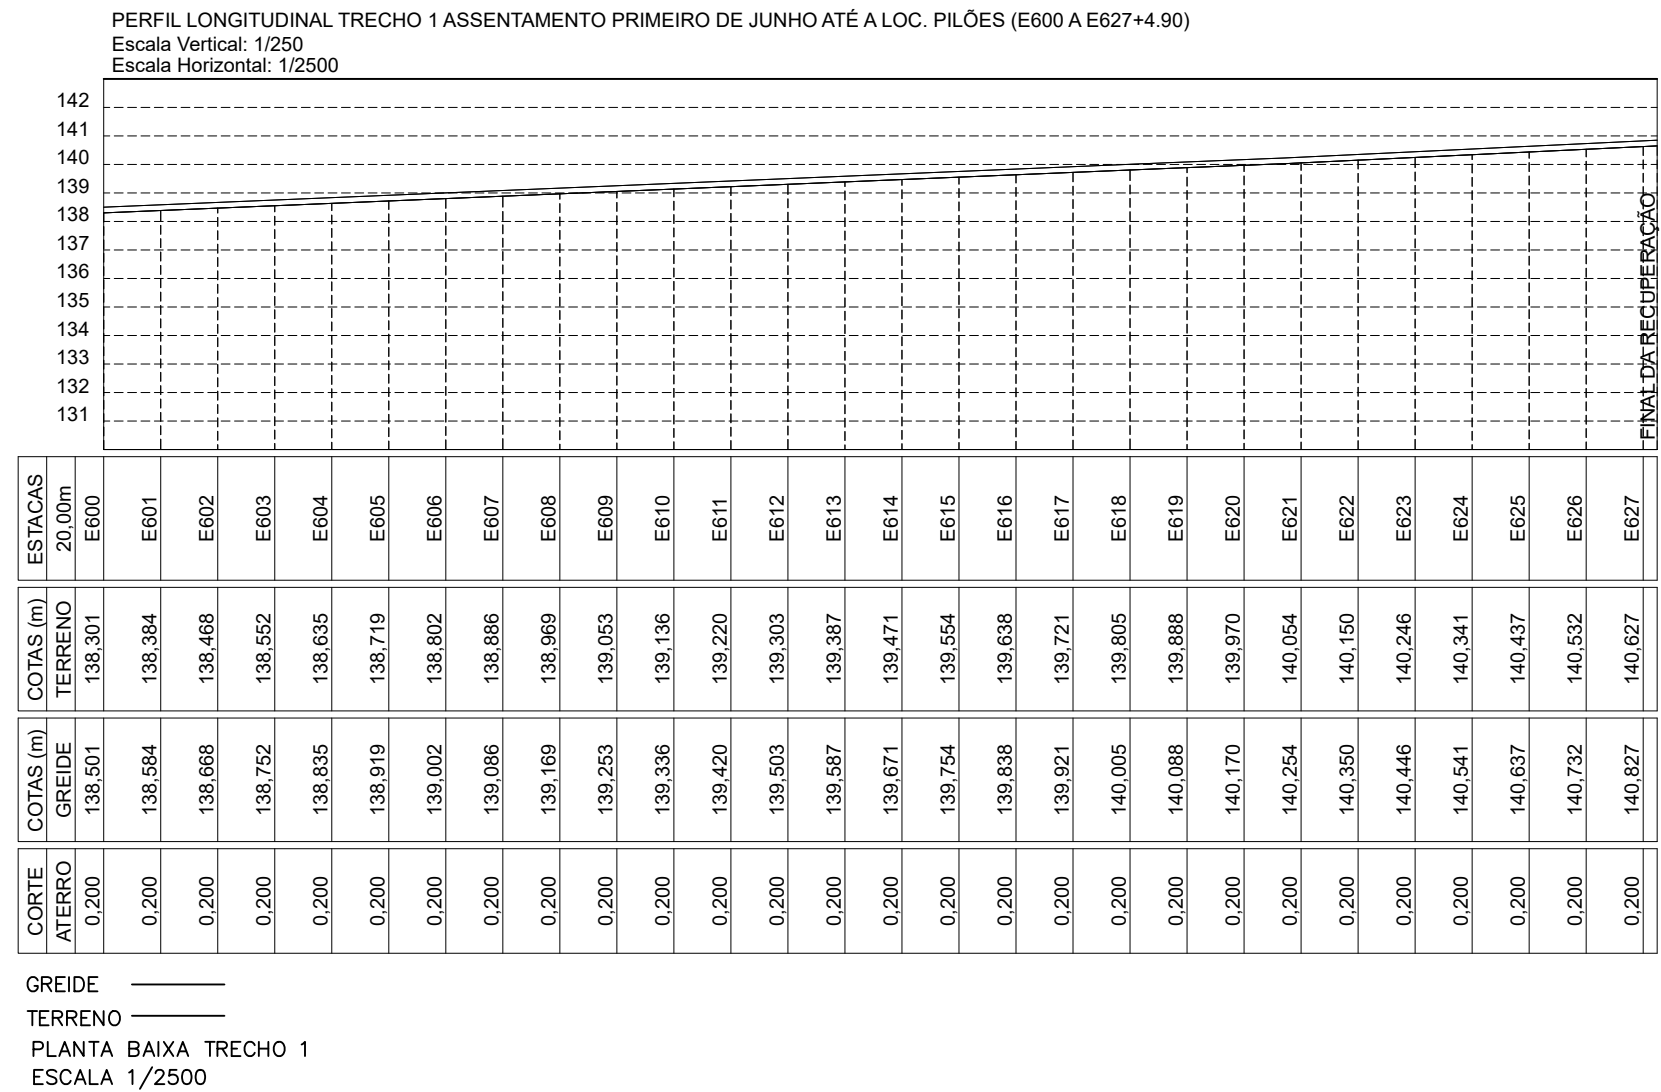 PERFIL LONGITUDINAL TRECHO 1 ASSENTAMENTO PRIMEIRO DE JUNHO ATÉ A LOC. PILÕES (E600 A E627+4.90)
Escala Vertical: 1/250
Escala Horizontal: 1/2500
142
141
140
139
138
137
136
135
134
133
132
131
FINAL DA RECUPERAÇÃO
ESTACAS
20,00m
E600 E601 E602 E603 E604 E605 E606 E607 E608 E609 E610 E611 E612 E613 E614 E615 E616 E617 E618 E619 E620 E621 E622 E623 E624 E625 E626 E627
COTAS (m)
TERRENO
138,301 138,384 138,468 138,552 138,635 138,719 138,802 138,886 138,969 139,053 139,136 139,220 139,303 139,387 139,471 139,554 139,638 139,721 139,805 139,888 139,970 140,054 140,150 140,246 140,341 140,437 140,532 140,627
COTAS (m)
GREIDE
138,501 138,584 138,668 138,752 138,835 138,919 139,002 139,086 139,169 139,253 139,336 139,420 139,503 139,587 139,671 139,754 139,838 139,921 140,005 140,088 140,170 140,254 140,350 140,446 140,541 140,637 140,732 140,827
CORTE
ATERRO
0,200 0,200 0,200 0,200 0,200 0,200 0,200 0,200 0,200 0,200 0,200 0,200 0,200 0,200 0,200 0,200 0,200 0,200 0,200 0,200 0,200 0,200 0,200 0,200 0,200 0,200 0,200 0,200
GREIDE
TERRENO
PLANTA BAIXA TRECHO 1
ESCALA 1/2500